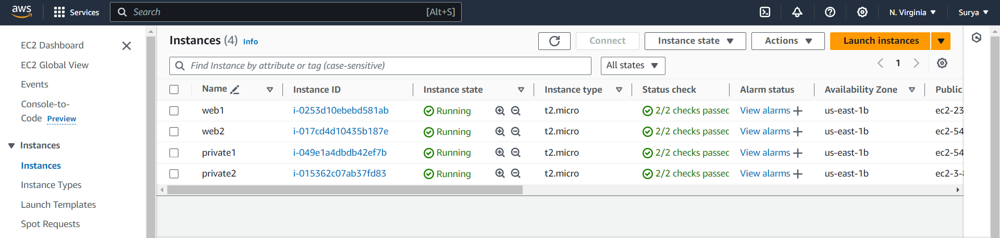 aws
Services
Search
[Alt+S]
N. Virginia
Surya
EC2 Dashboard
EC2 Global View
Events
Console-to-
Code Preview
Instances
Instances
Instance Types
Launch Templates
Spot Requests
Instances (4) Info
Connect
Instance state
Actions
Launch instances
Find Instance by attribute or tag (case-sensitive)
All states
1
Name Instance ID Instance state Instance type Status check Alarm status Availability Zone Public
web1 i-0253d10ebebd581ab Running t2.micro 2/2 checks passed View alarms + us-east-1b ec2-23
web2 i-017cd4d10435b187e Running t2.micro 2/2 checks passed View alarms + us-east-1b ec2-54
private1 i-049e1a4dbdb42ef7b Running t2.micro 2/2 checks passed View alarms + us-east-1b ec2-54
private2 i-015362c07ab37fd83 Running t2.micro 2/2 checks passed View alarms + us-east-1b ec2-3-